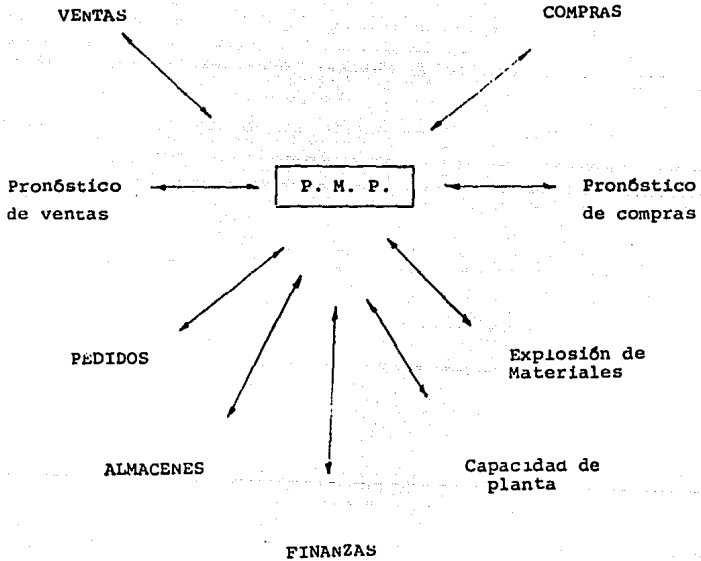 VENTAS
COMPRAS
Pronóstico
de ventas
P. M. P.
Pronóstico
de compras
PEDIDOS
Explosión de
Materiales
ALMACENES
Capacidad de
planta
FINANZAS